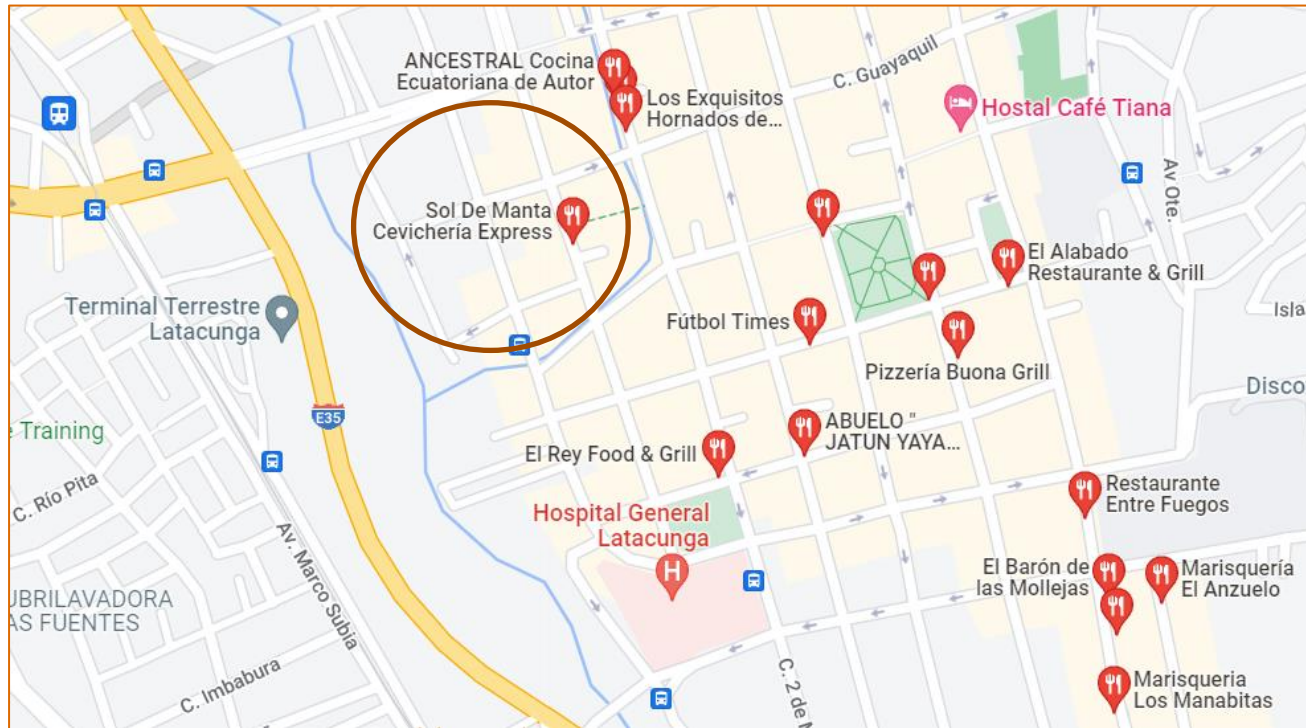 ANCESTRAL Cocina
Ecuatoriana de Autor
C. Guayaquil
Los Exquisitos
Hornados de...
Hostal Café Tiana
Av Ote.
Sol De Manta
Cevichería Express
El Alabado
Restaurante & Grill
Terminal Terrestre
Latacunga
Fútbol Times
Isla
Pizzería Buona Grill
Disco
E35
Training
ABUELO "
JATUN YAYA...
El Rey Food & Grill
C. Río Pita
Restaurante
Entre Fuegos
Hospital General
Latacunga
H
Av. Marco Subia
El Barón de
las Mollejas
Marisquería
El Anzuelo
UBRILAVADORA
AS FUENTES
C. Imbabura
C. 2 de
Marisqueria
Los Manabitas